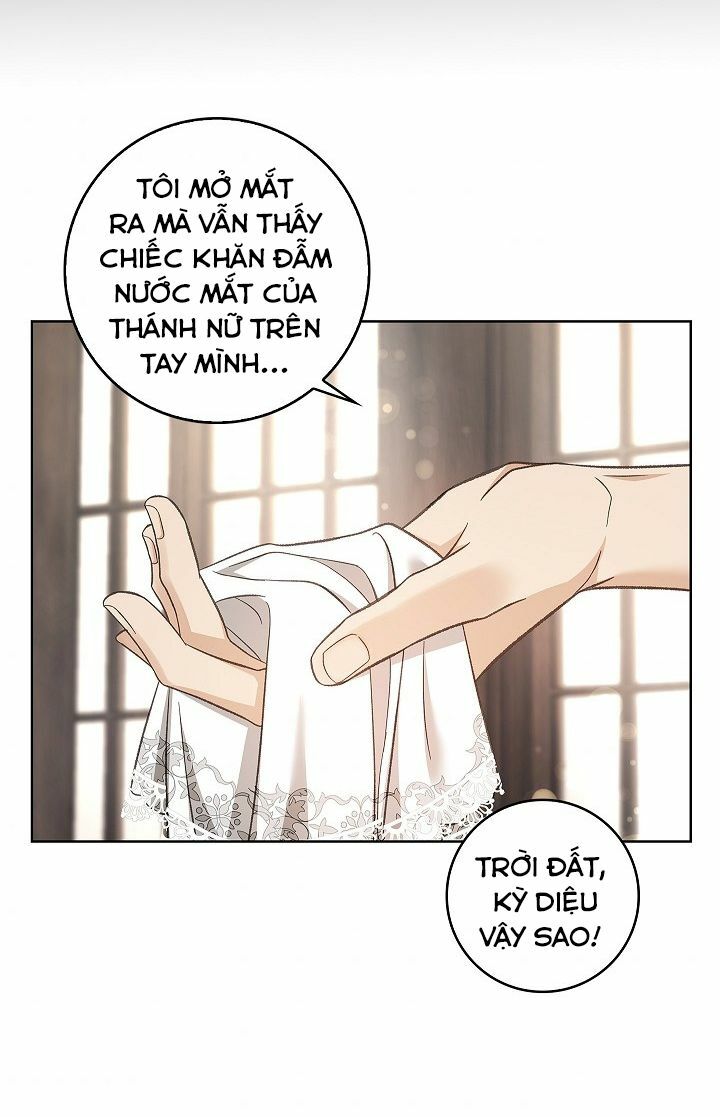 TÔI MỞ MẮT
RA MÀ VẪN THẤY
CHIẾC KHĂN ĐẪM
NƯỚC MẮT CỦA
THÁNH NỮ TRÊN
TAY MÌNH...
TRỜI ĐẤT,
KỲ DIỆU
VẬY SAO!